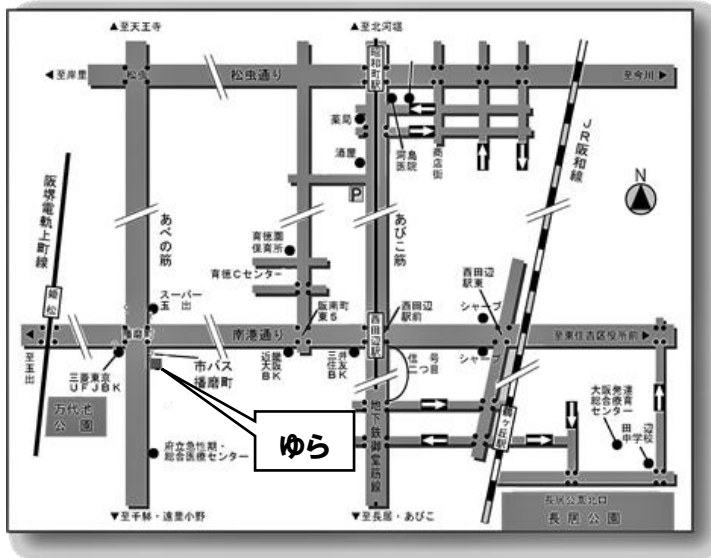 ▲至天王寺
▲至北河堀
◀至岸里
松虫
松虫通り
昭和町駅
至今川▶
薬局
酒屋
河島
医院
商店街
JR阪和線
N
P
阪堺電軌上町線
あべの筋
あびこ筋
育徳園
保育所
育徳Cセンター
姫松
スーパー
玉出
阪南町
東5
西田辺
駅前
西田辺
駅東
シャープ
播磨町
南港通り
西田辺駅
至東住吉区役所前▶
至玉出
三菱東京
UFJBK
市バス
播磨町
近畿
大阪
BK
三井
住友
BK
信号
二つ目
シャープ
万代池
公園
ゆら
地下鉄御堂筋線
鶴ヶ丘駅
大阪発達
総合療育
センター
田辺
中学校
府立急性期・
総合医療センター
長居公園北口
長居公園
▼至千躰・遠里小野
▼至長居・あびこ